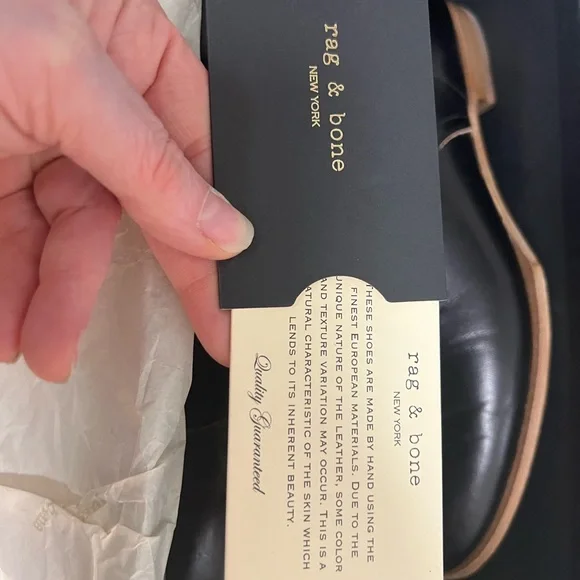 rag & bone
NEW YORK
rag & bone
NEW YORK
THESE SHOES ARE MADE BY HAND USING THE
FINEST EUROPEAN MATERIALS. DUE TO THE
UNIQUE NATURE OF THE LEATHER, SOME COLOR
AND TEXTURE VARIATION MAY OCCUR. THIS IS A
NATURAL CHARACTERISTIC OF THE SKIN WHICH
LENDS TO ITS INHERENT BEAUTY.
Quality Guaranteed